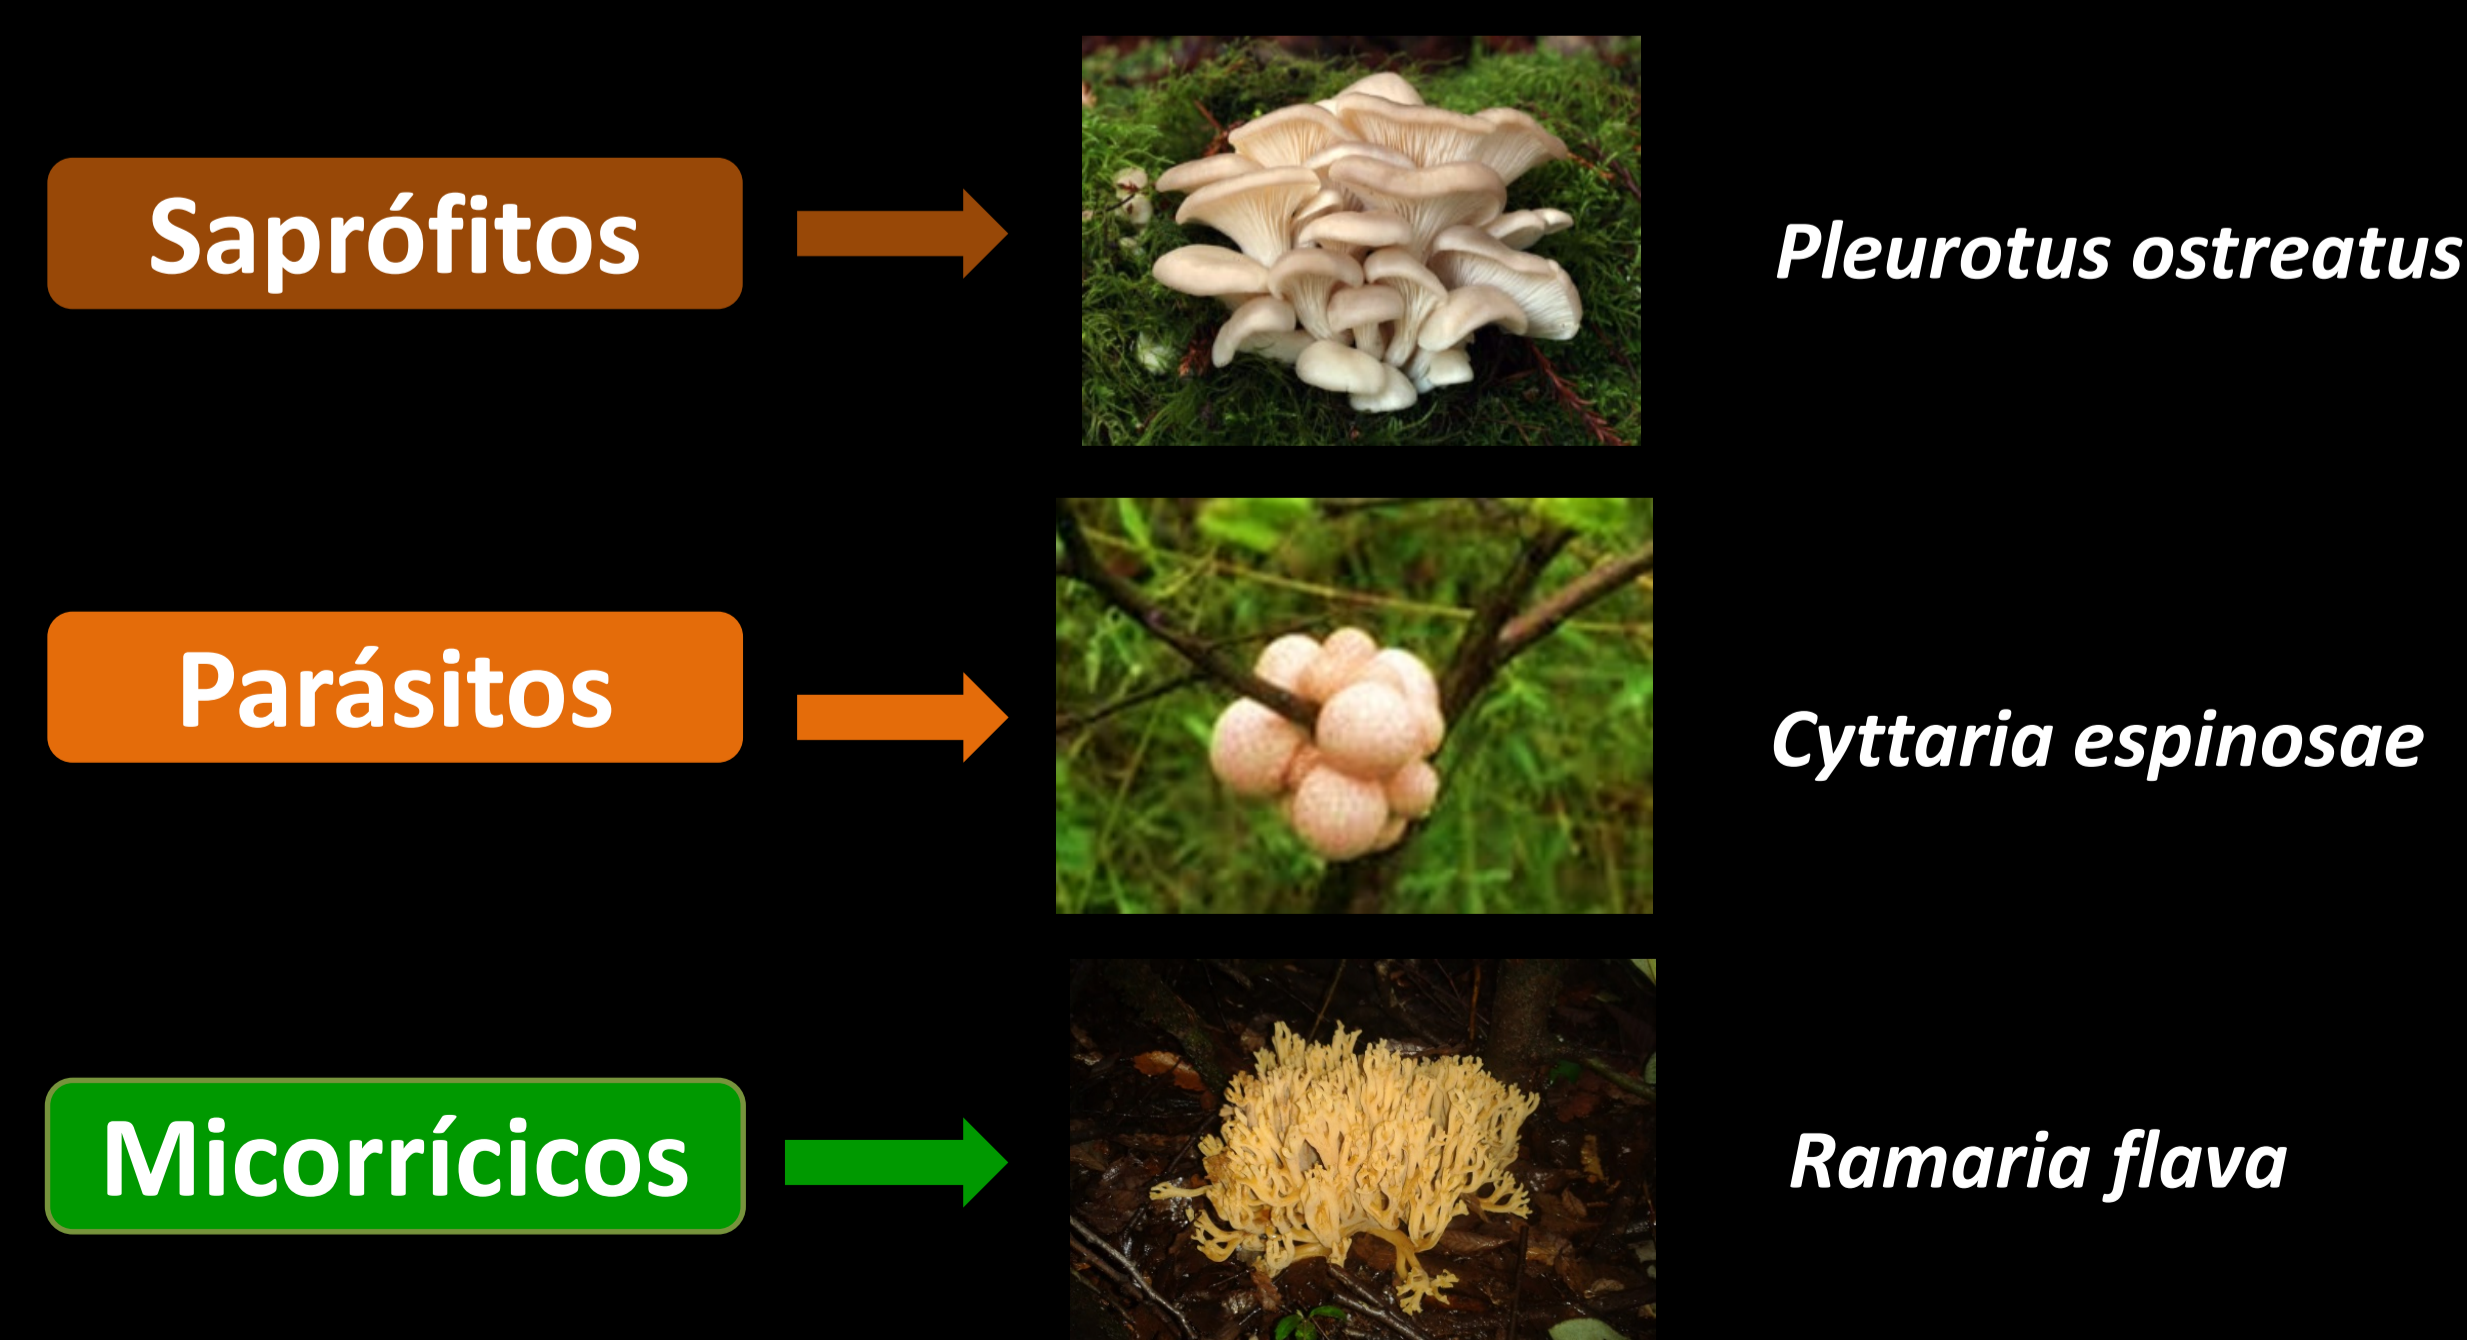 Saprófitos
Pleurotus ostreatus
Parásitos
Cyttaria espinosae
Micorrícicos
Ramaria flava